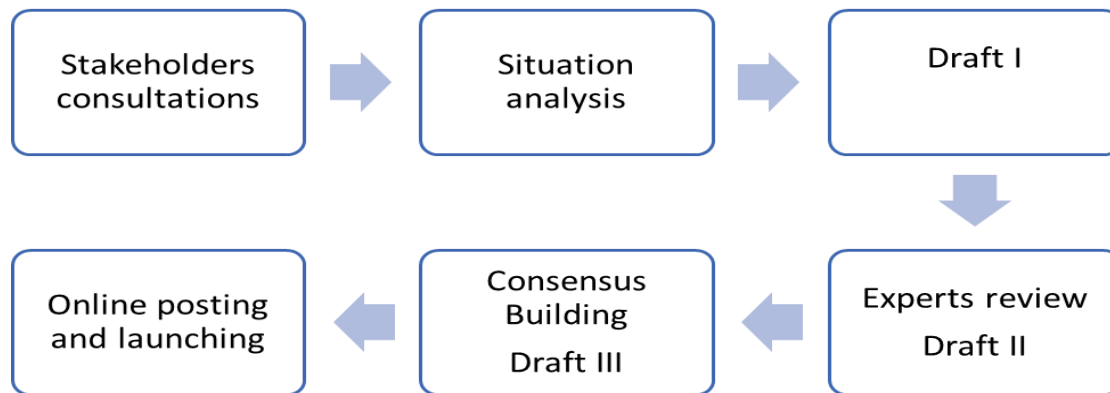 Stakeholders
consultations
Situation
analysis
Draft I
Experts review
Draft II
Consensus
Building
Draft III
Online posting
and launching